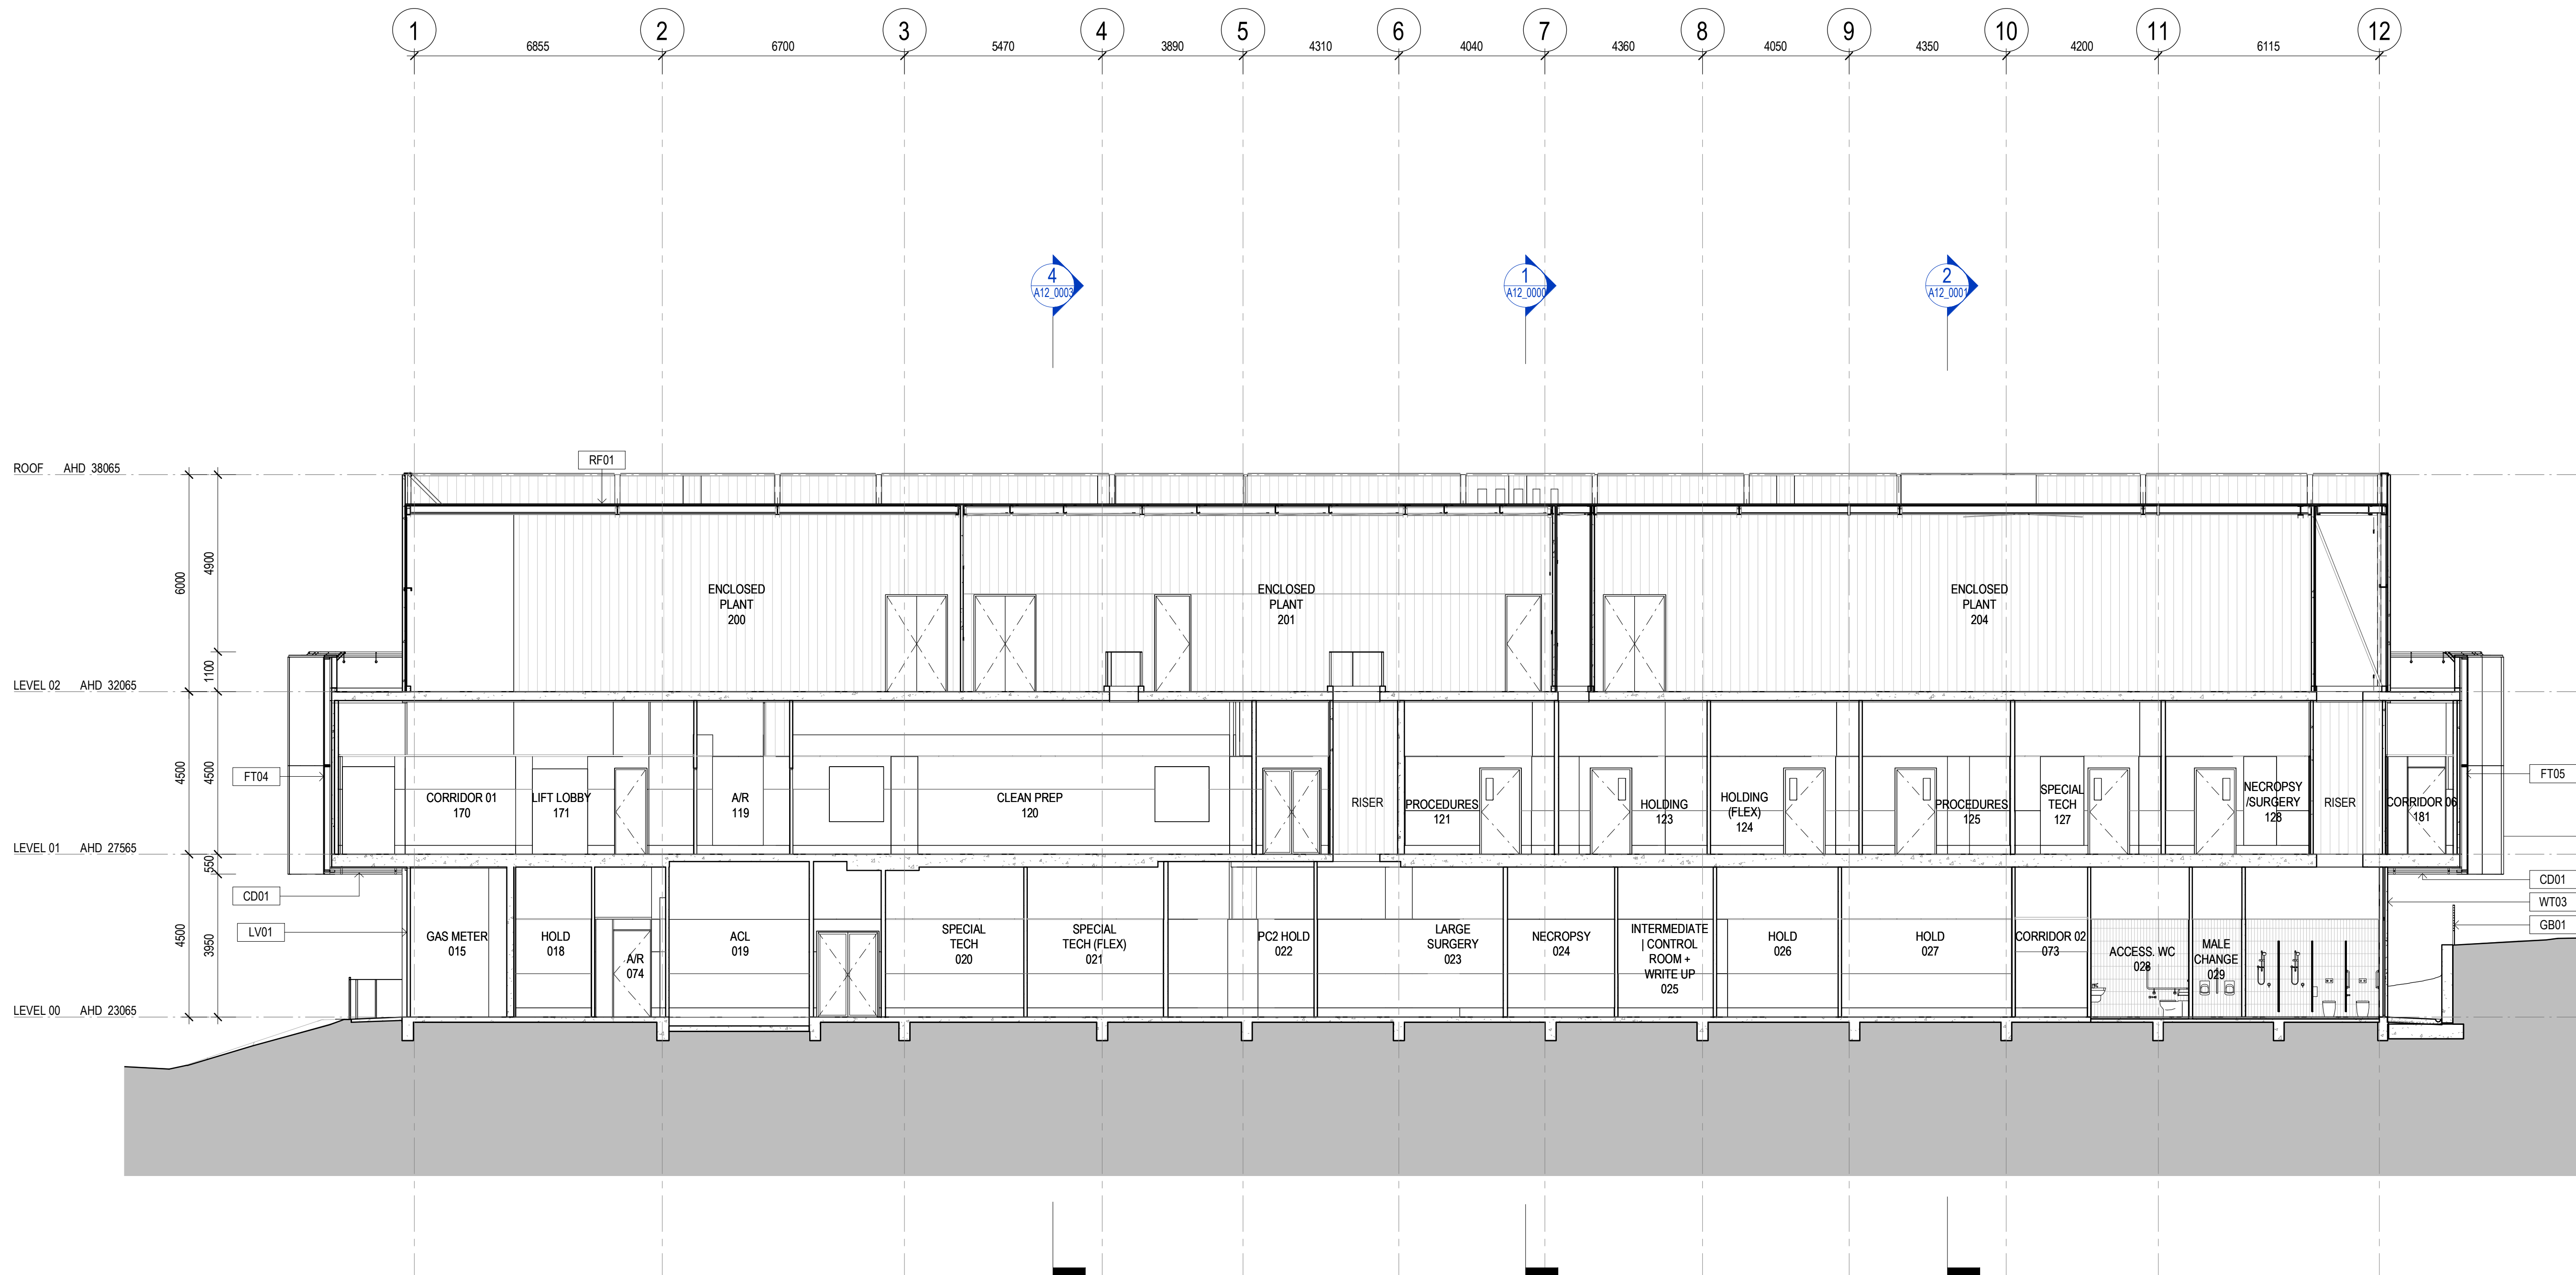 1 2 3 4 5 6 7 8 9 10 11 12
6855 6700 5470 3890 4310 4040 4360 4050 4350 4200 6115
4
A12_0003
1
A12_0000
2
A12_0001
ROOF AHD 38065
RF01
6000
4900
1100
ENCLOSED
PLANT
200
ENCLOSED
PLANT
201
ENCLOSED
PLANT
204
LEVEL 02 AHD 32065
4500
4500
FT04
FT05
CORRIDOR 01
170
LIFT LOBBY
171
A/R
119
CLEAN PREP
120
RISER
PROCEDURES
121
HOLDING
123
HOLDING
(FLEX)
124
PROCEDURES
125
SPECIAL
TECH
127
NECROPSY
/SURGERY
128
RISER
CORRIDOR 06
181
LEVEL 01 AHD 27565
550
CD01
CD01
WT03
GB01
LV01
4500
3950
GAS METER
015
HOLD
018
A/R
074
ACL
019
SPECIAL
TECH
020
SPECIAL
TECH (FLEX)
021
PC2 HOLD
022
LARGE
SURGERY
023
NECROPSY
024
INTERMEDIATE
| CONTROL
ROOM +
WRITE UP
025
HOLD
026
HOLD
027
CORRIDOR 02
073
ACCESS. WC
028
MALE
CHANGE
029
LEVEL 00 AHD 23065